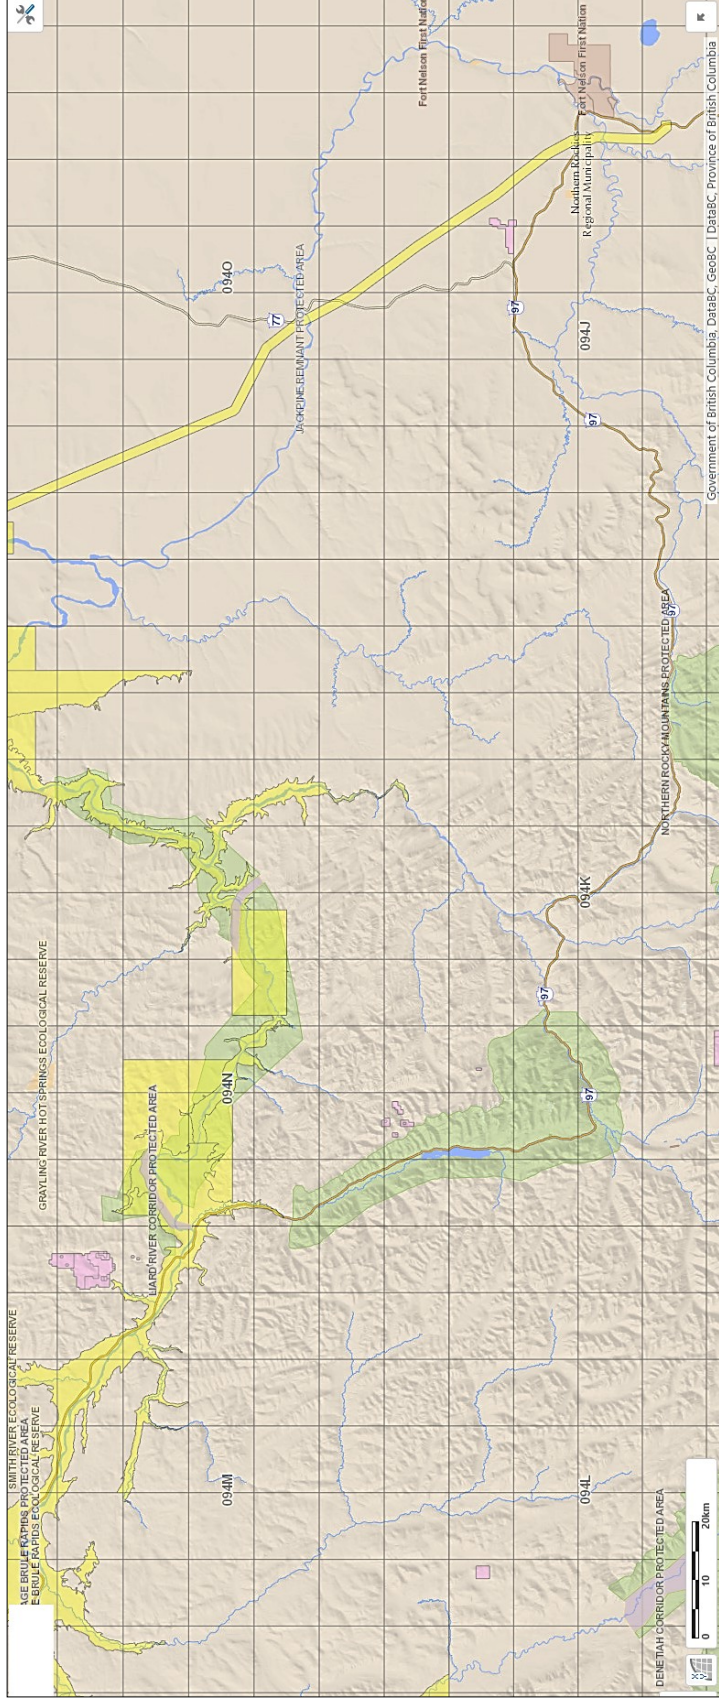 SMITH RIVER ECOLOGICAL RESERVE
AGE BRULE RAPIDS PROTECTED AREA
E BRULE RAPIDS ECOLOGICAL RESERVE
GRAYLING RIVER HOT SPRINGS ECOLOGICAL RESERVE
LIARD RIVER CORRIDOR PROTECTED AREA
094M
094N
094O
77
JACKPINE REMNANT PROTECTED AREA
Fort Nelson First Natio
97
97
97
97
97
094L
094K
094J
Northern Rockies
Regional Municipality
Fort Nelson First Nation
DENETIAH CORRIDOR PROTECTED AREA
NORTHERN ROCKY MOUNTAINS PROTECTED AREA
0 10 20km
Government of British Columbia, DataBC, GeoBC | DataBC, Province of British Columbia